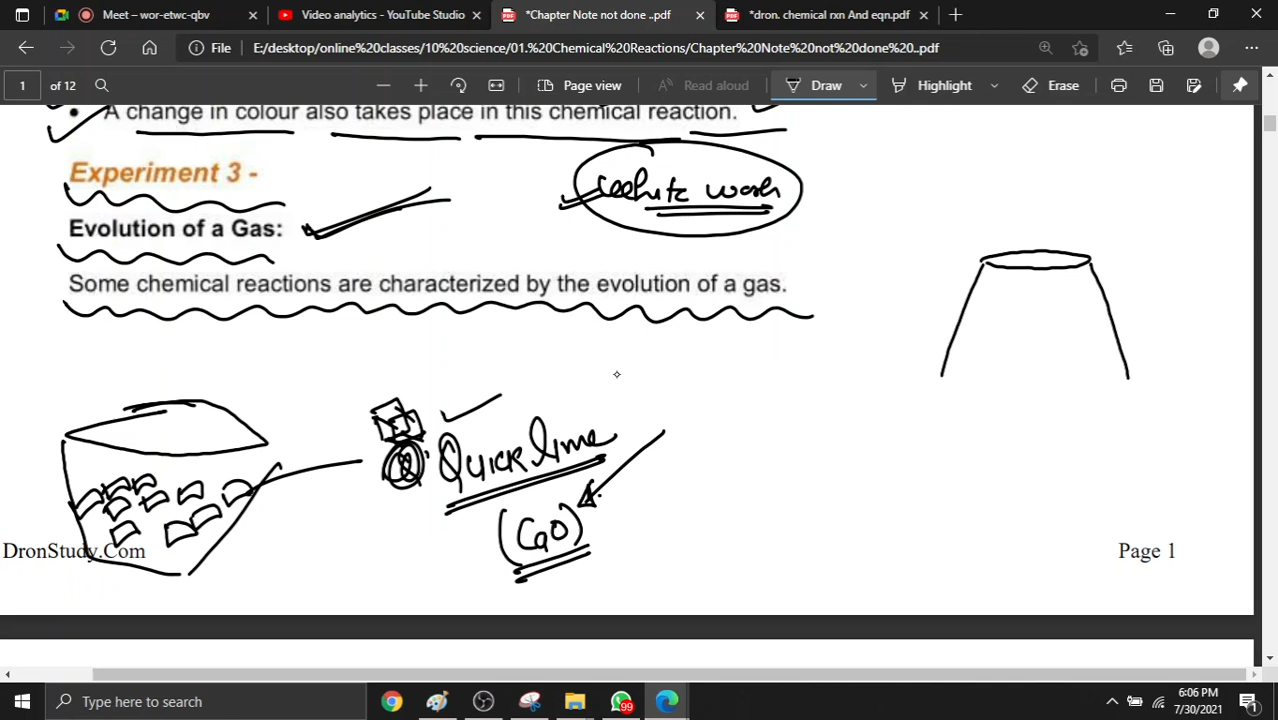 Meet – wor-etwc-qbv
Video analytics - YouTube Studio
*Chapter Note not done ..pdf
*dron. chemical rxn And eqn.pdf
File
E:/desktop/online%20classes/10%20science/01.%20Chemical%20Reactions/Chapter%20Note%20not%20done%20..pdf
1 of 12
Page view
Read aloud
Draw
Highlight
Erase
• A change in colour also takes place in this chemical reaction.
Experiment 3 -
white wash
Evolution of a Gas:
Some chemical reactions are characterized by the evolution of a gas.
Quick lime
(CaO)
DronStudy.Com
Page 1
Type here to search
99
6:06 PM
7/30/2021
1